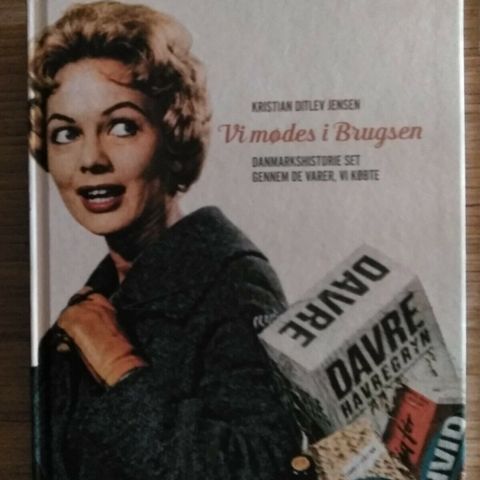 KRISTIAN DITLEV JENSEN
Vi mødes i Brugsen
DANMARKSHISTORIE SET
GENNEM DE VARER, VI KØBTE
DAVRE
DAVRE
HAVREGRYN